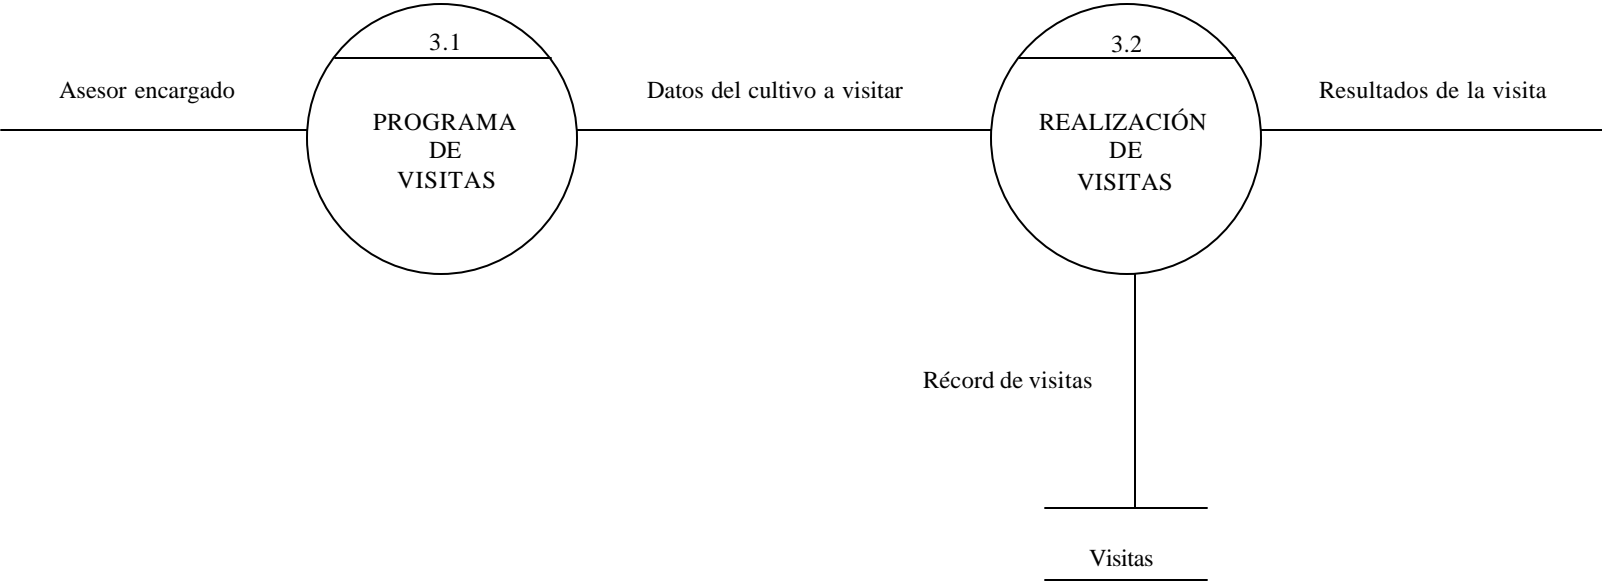 3.1
3.2
Asesor encargado
Datos del cultivo a visitar
Resultados de la visita
PROGRAMA
DE
VISITAS
REALIZACIÓN
DE
VISITAS
Récord de visitas
Visitas